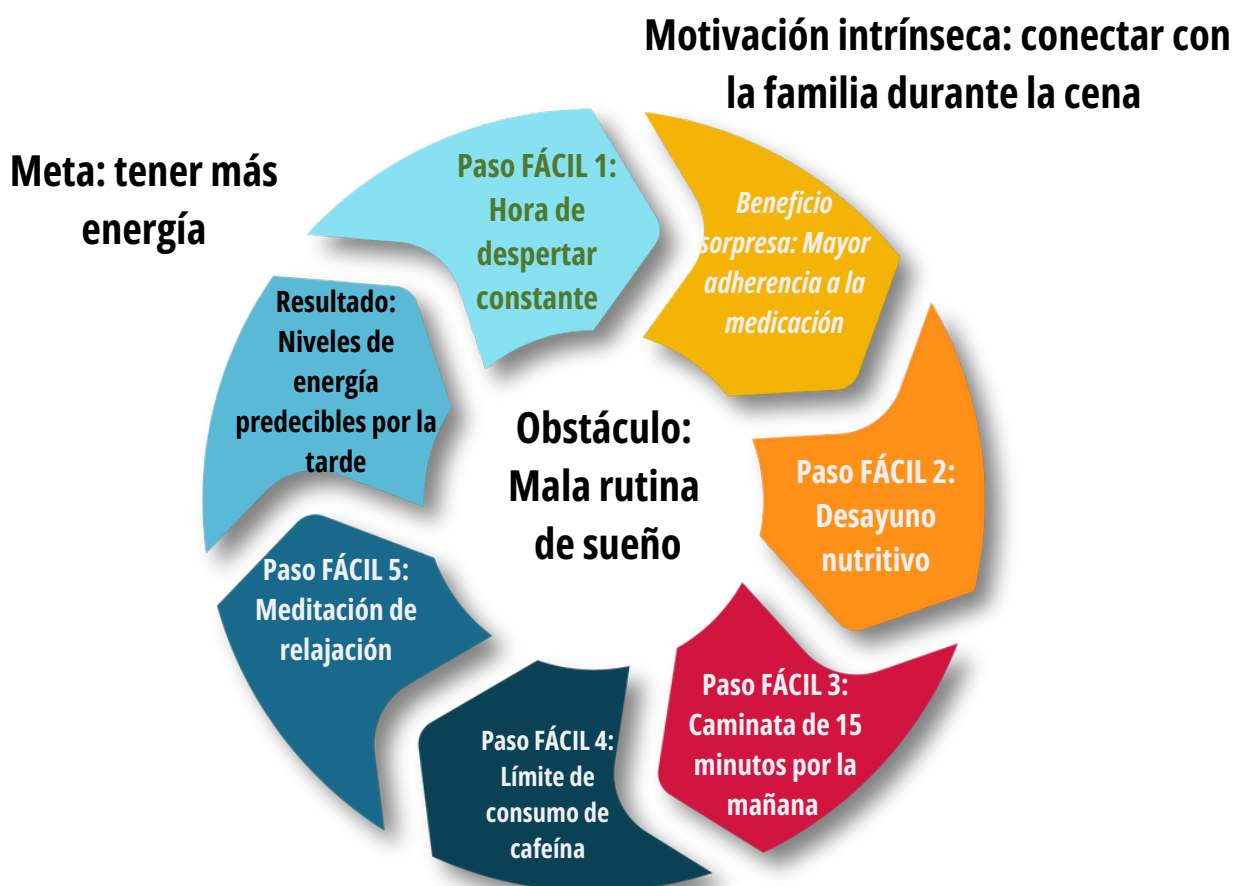 Motivación intrínseca: conectar con
la familia durante la cena
Meta: tener más
energía
Paso FÁCIL 1:
Hora de
despertar
constante
Beneficio
sorpresa: Mayor
adherencia a la
medicación
Paso FÁCIL 2:
Desayuno
nutritivo
Paso FÁCIL 3:
Caminata de 15
minutos por la
mañana
Paso FÁCIL 4:
Límite de
consumo de
cafeína
Paso FÁCIL 5:
Meditación de
relajación
Resultado:
Niveles de
energía
predecibles por la
tarde
Obstáculo:
Mala rutina
de sueño